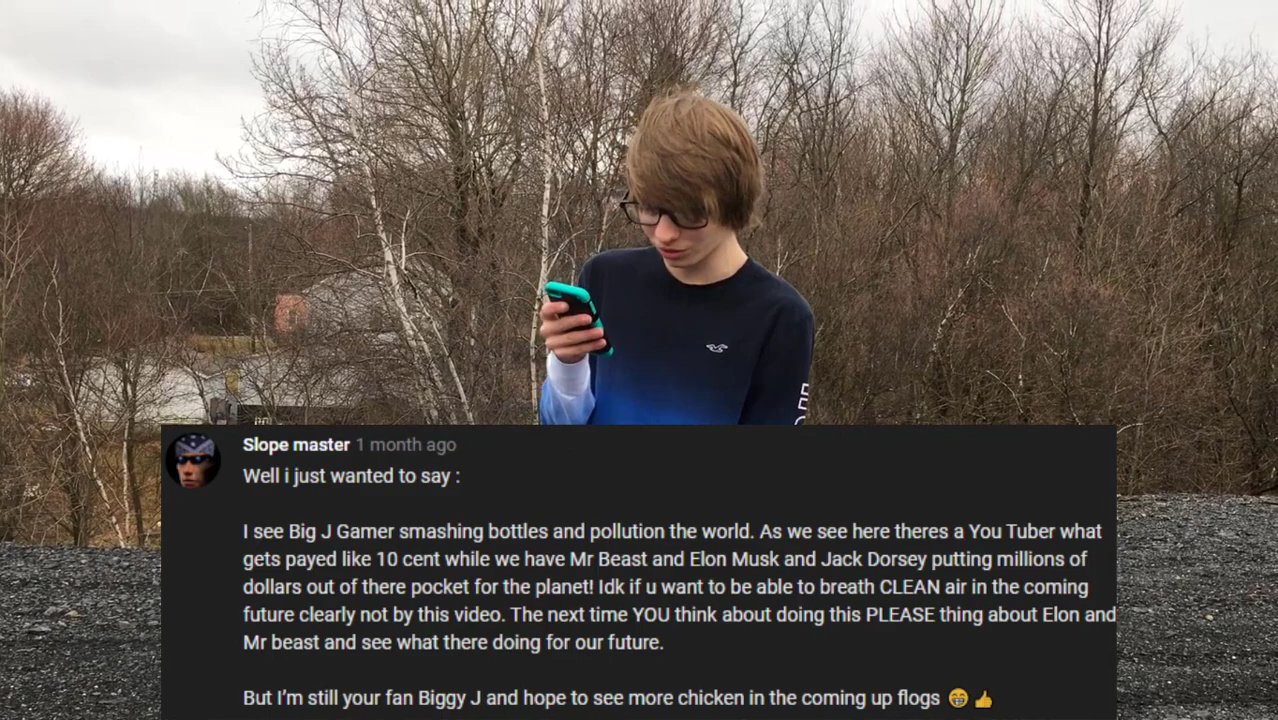 Slope master 1 month ago
Well i just wanted to say :
I see Big J Gamer smashing bottles and pollution the world. As we see here theres a You Tuber what
gets payed like 10 cent while we have Mr Beast and Elon Musk and Jack Dorsey putting millions of
dollars out of there pocket for the planet! Idk if u want to be able to breath CLEAN air in the coming
future clearly not by this video. The next time YOU think about doing this PLEASE thing about Elon and
Mr beast and see what there doing for our future.
But I'm still your fan Biggy J and hope to see more chicken in the coming up flogs 😁👍